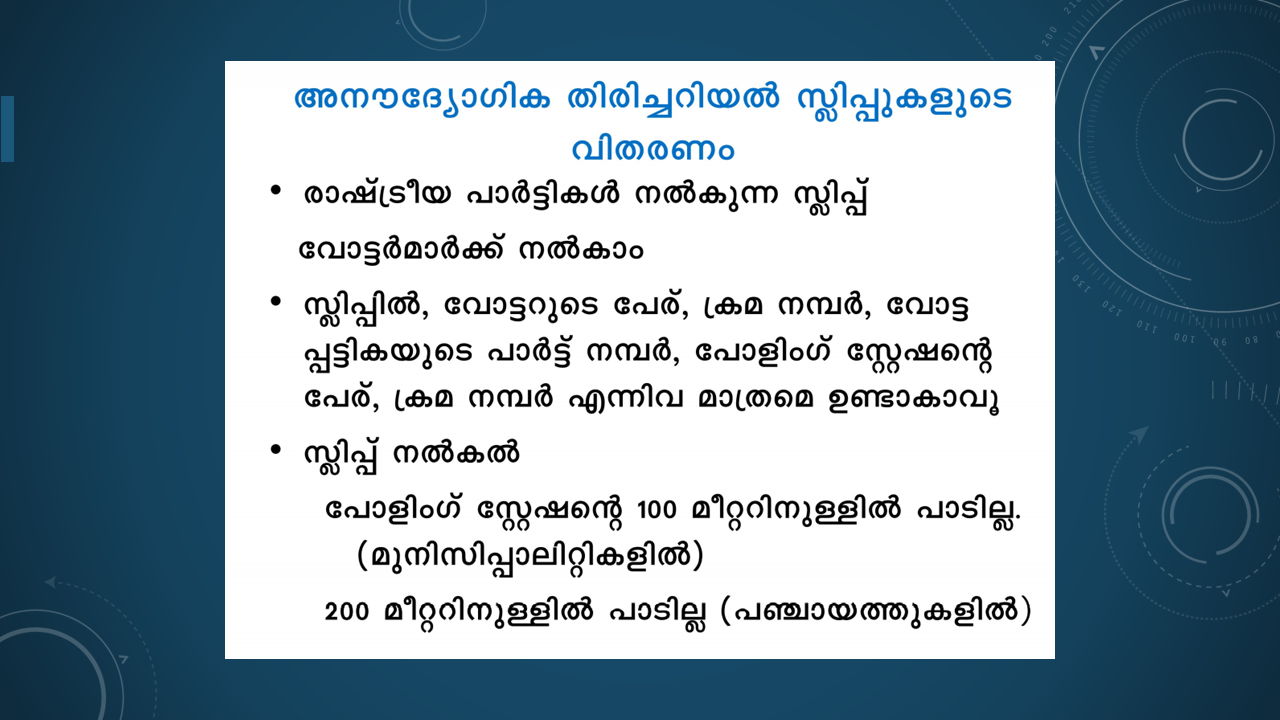 അനൗദ്യോഗിക തിരിച്ചറിയൽ സ്ലിപ്പുകളുടെ
വിതരണം
• രാഷ്ട്രീയ പാർട്ടികൾ നൽകുന്ന സ്ലിപ്പ്
വോട്ടർമാർക്ക് നൽകാം
• സ്ലിപ്പിൽ, വോട്ടറുടെ പേര്, ക്രമ നമ്പർ, വോട്ട
പ്പട്ടികയുടെ പാർട്ട് നമ്പർ, പോളിംഗ് സ്റ്റേഷന്റെ
പേര്, ക്രമ നമ്പർ എന്നിവ മാത്രമെ ഉണ്ടാകാവൂ
• സ്ലിപ്പ് നൽകൽ
പോളിംഗ് സ്റ്റേഷന്റെ 100 മീറ്ററിനുള്ളിൽ പാടില്ല.
(മുനിസിപ്പാലിറ്റികളിൽ)
200 മീറ്ററിനുള്ളിൽ പാടില്ല (പഞ്ചായത്തുകളിൽ)